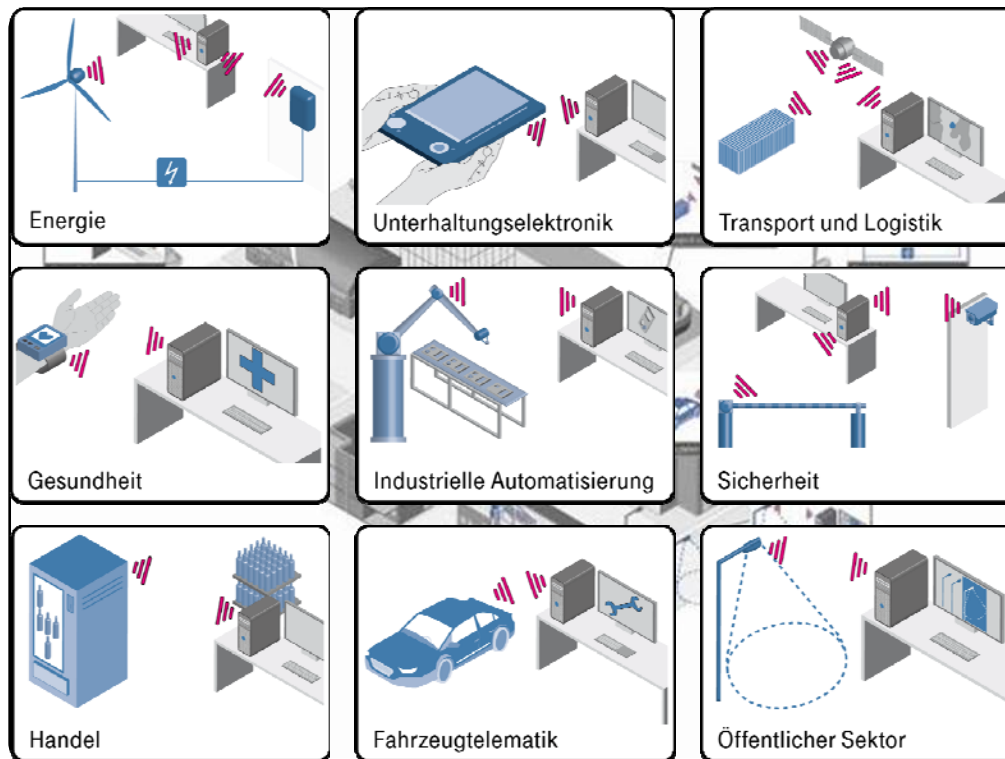 Energie
Unterhaltungselektronik
Transport und Logistik
Gesundheit
Industrielle Automatisierung
Sicherheit
Handel
Fahrzeugtelematik
Öffentlicher Sektor